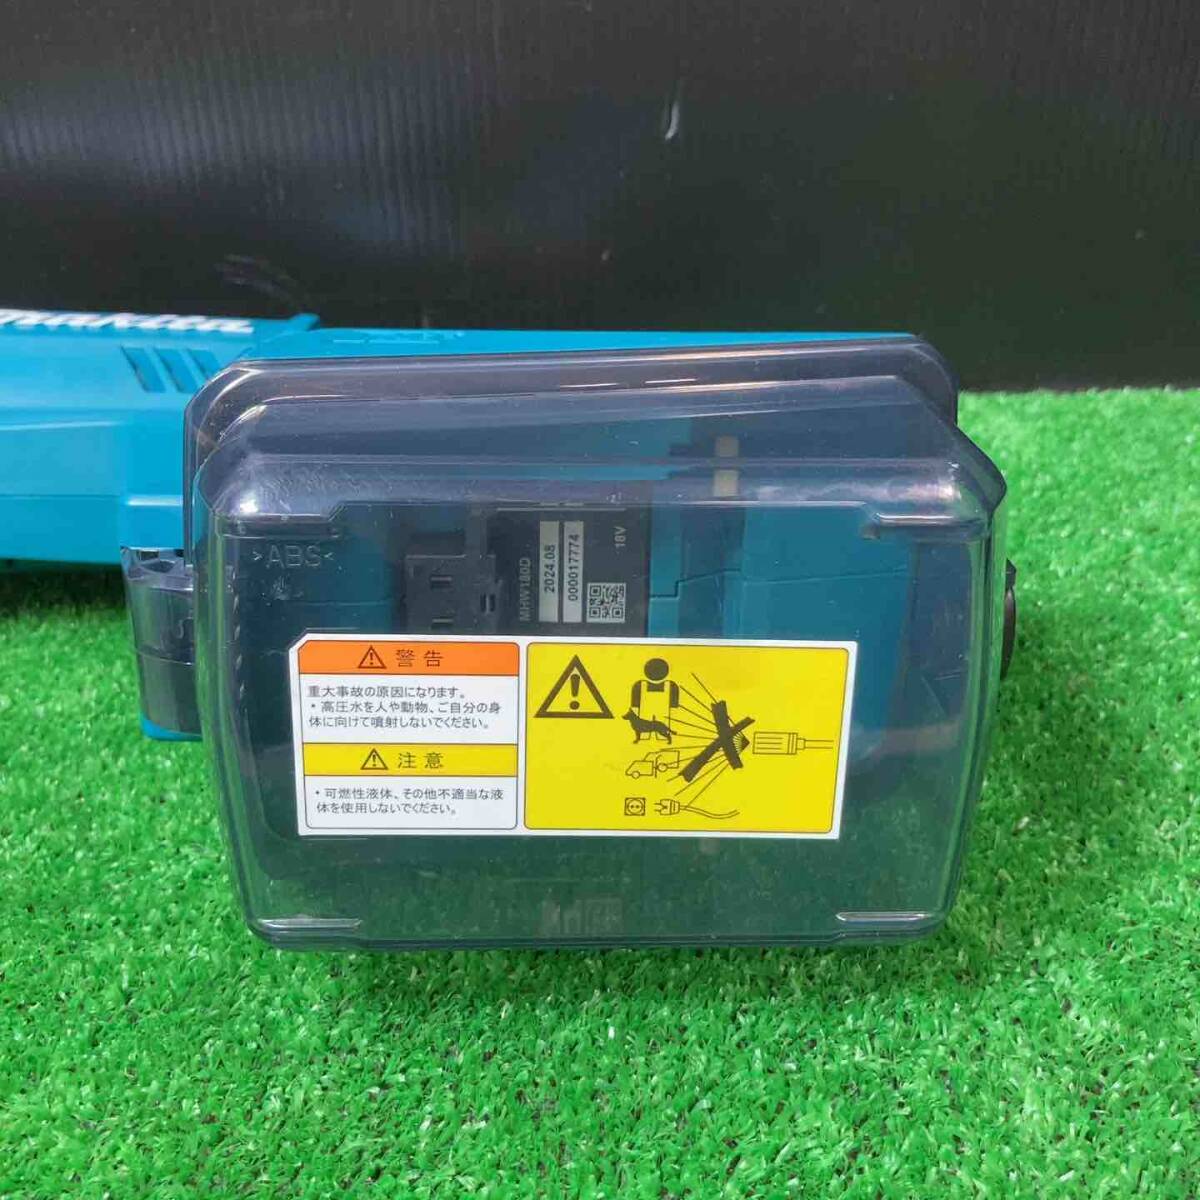 makita
>ABS<
MHW180D
2024.08
000017774
18V
警告
重大事故の原因になります。
・高圧水を人や動物、ご自分の身
体に向けて噴射しないでください。
注意
・可燃性液体、その他不適当な液
体を使用しないでください。